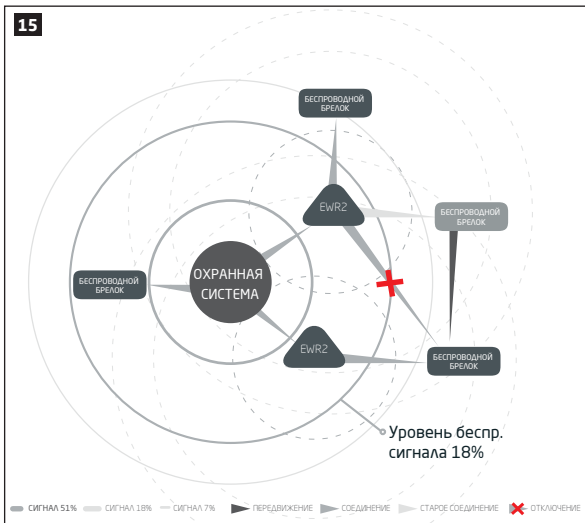 15
БЕСПРОВОДНОЙ
БРЕЛОК
EWR2
БЕСПРОВОДНОЙ
БРЕЛОК
ОХРАННАЯ
СИСТЕМА
БЕСПРОВОДНОЙ
БРЕЛОК
EWR2
БЕСПРОВОДНОЙ
БРЕЛОК
Уровень беспр.
сигнала 18%
СИГНАЛ 51%
СИГНАЛ 18%
СИГНАЛ 7%
ПЕРЕДВИЖЕНИЕ
СОЕДИНЕНИЕ
СТАРОЕ СОЕДИНЕНИЕ
ОТКЛЮЧЕНИЕ